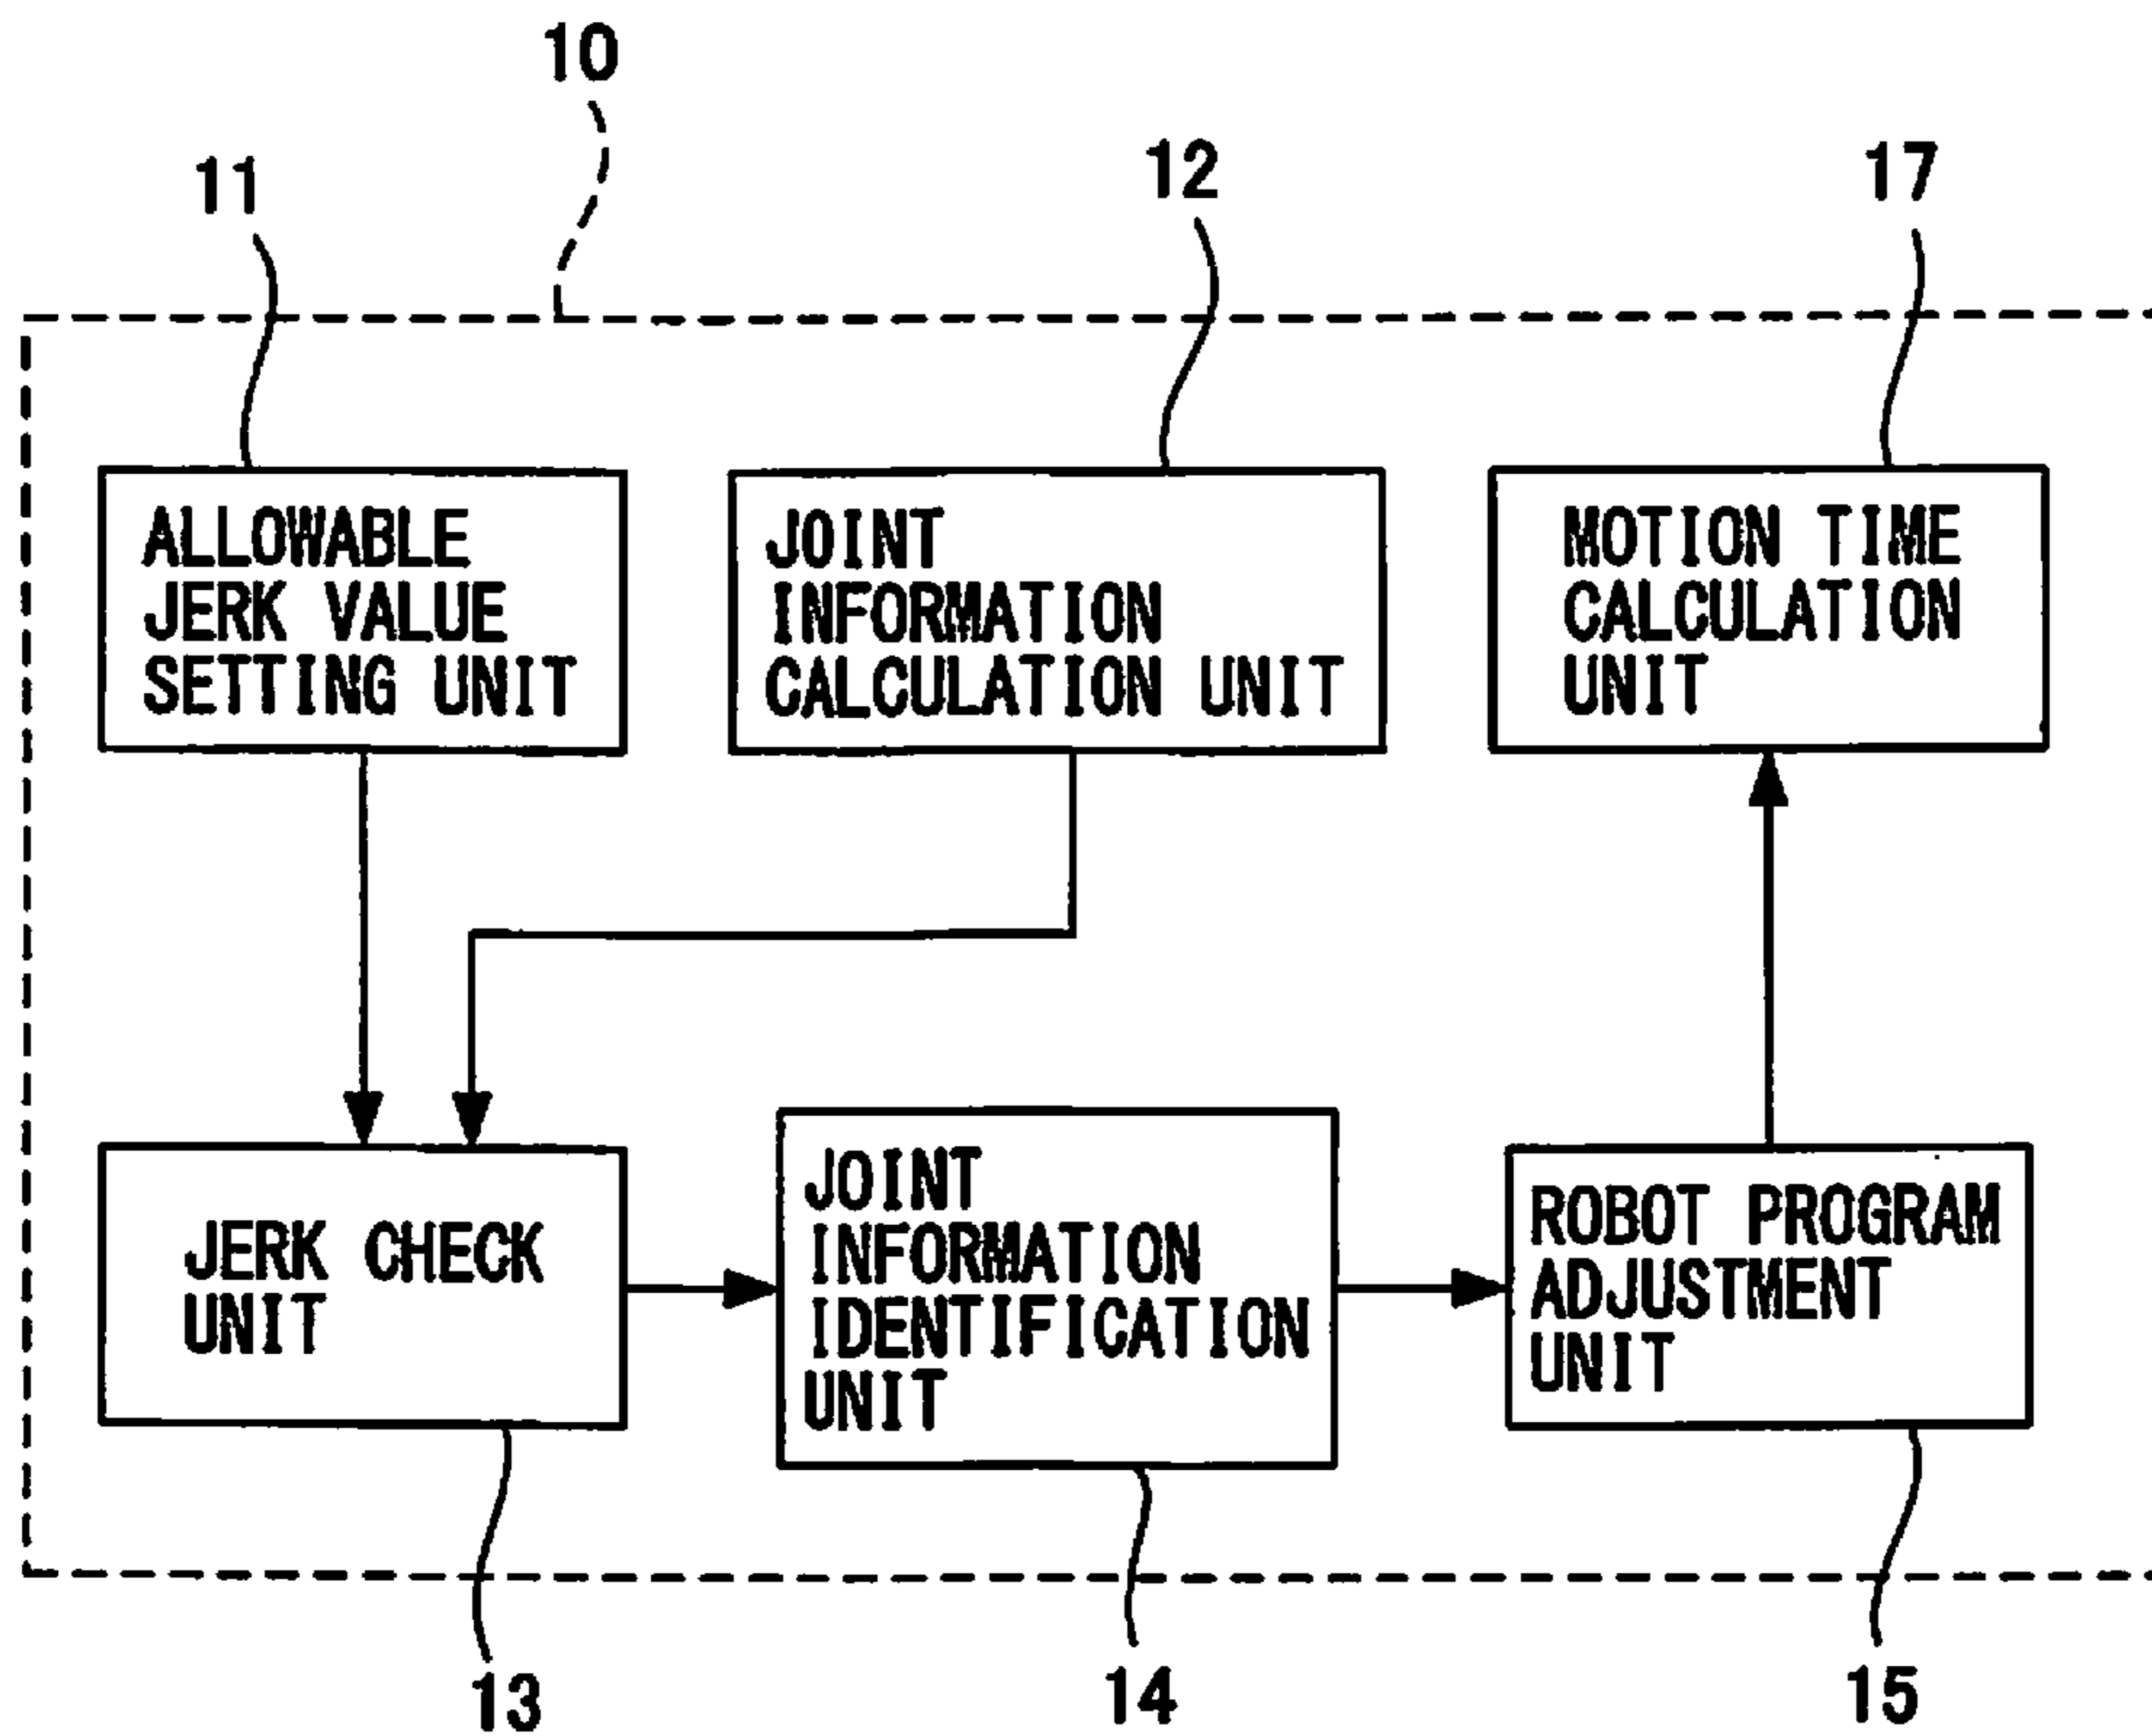 10
11
12
17
ALLOWABLE
JERK VALUE
SETTING UNIT
JOINT
INFORMATION
CALCULATION UNIT
MOTION TIME
CALCULATION
UNIT
JERK CHECK
UNIT
JOINT
INFORMATION
IDENTIFICATION
UNIT
ROBOT PROGRAM
ADJUSTMENT
UNIT
13
14
15